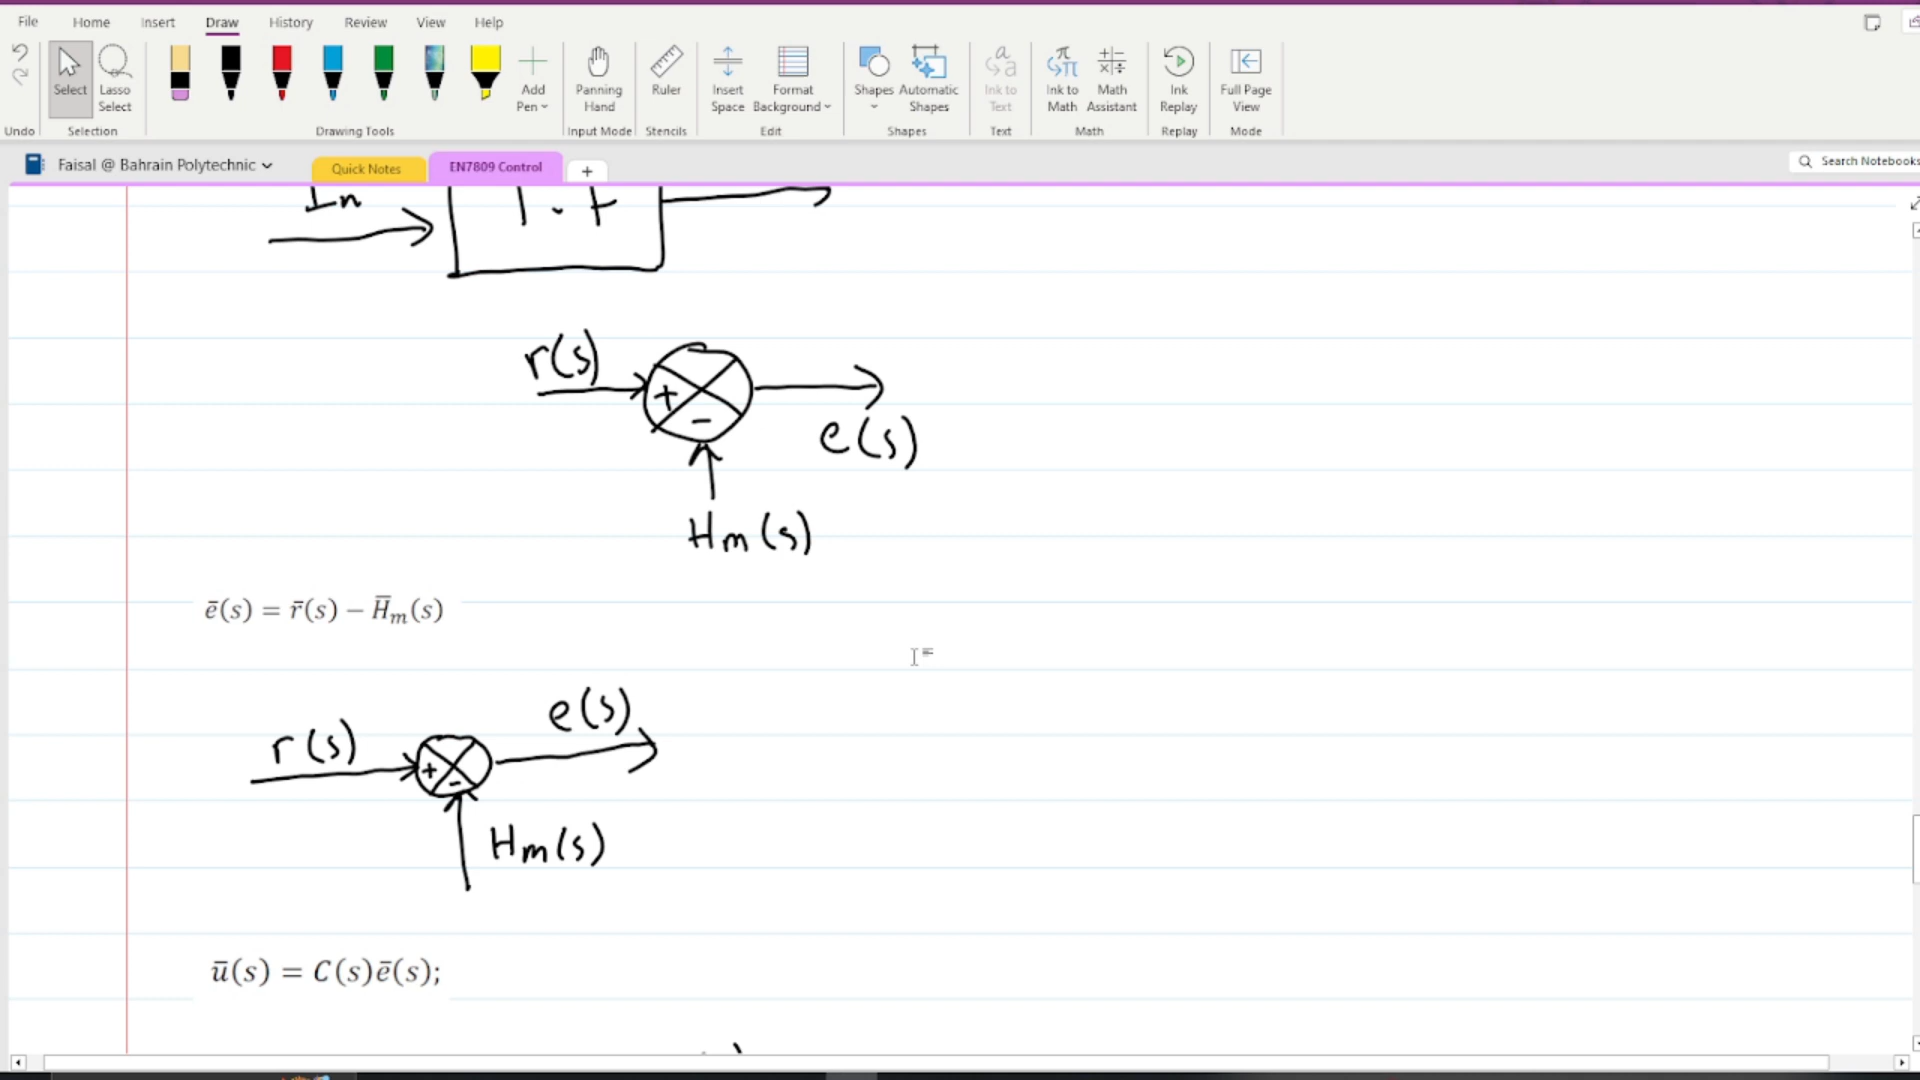 File Home Insert Draw History Review View Help
Select Lasso Select Add Pen Panning Hand Ruler Insert Space Format Background Shapes Automatic Shapes Ink to Text Ink to Math Math Assistant Ink Replay Full Page View
Undo Selection Drawing Tools Input Mode Stencils Edit Shapes Text Math Replay Mode
Faisal @ Bahrain Polytechnic Quick Notes EN7809 Control + Search Notebooks
In
r(s)
+
-
e(s)
Hm(s)
ē(s) = r̄(s) − H̄ₘ(s)
e(s)
r(s)
+
-
Hm(s)
ū(s) = C(s)ē(s);